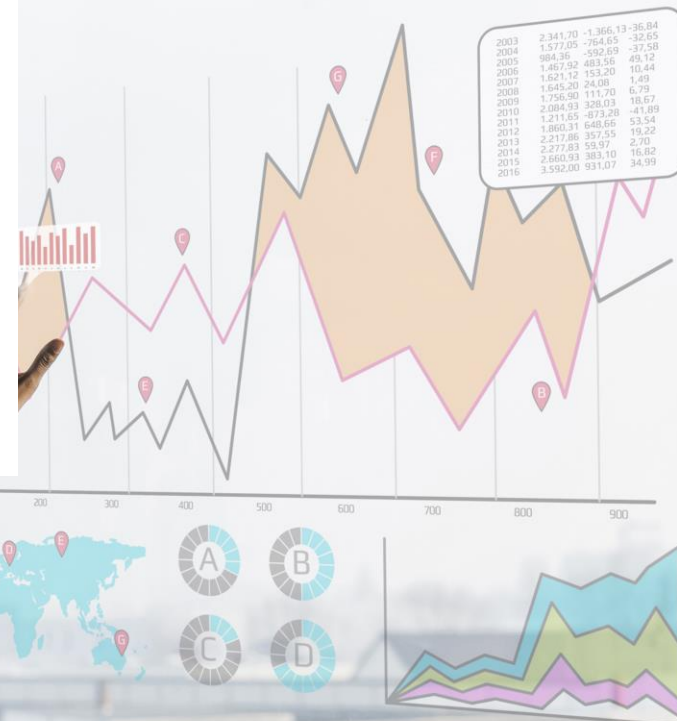 2003 2.341,70 -1.366,13 -36,84
2004 1.577,05 -764,65 -32,65
2005 984,36 -592,69 -37,58
2006 1.467,92 483,56 49,12
2007 1.621,12 153,20 10,44
2008 1.645,20 24,08 1,49
2009 1.756,90 111,70 6,79
2010 2.084,93 328,03 18,67
2011 1.211,65 -873,28 -41,89
2012 1.860,31 648,66 53,54
2013 2.217,86 357,55 19,22
2014 2.277,83 59,97 2,70
2015 2.660,93 383,10 16,82
2016 3.592,00 931,07 34,99
G
A
F
C
E
B
200 300 400 500 600 700 800 900
D E
A B
G
C D